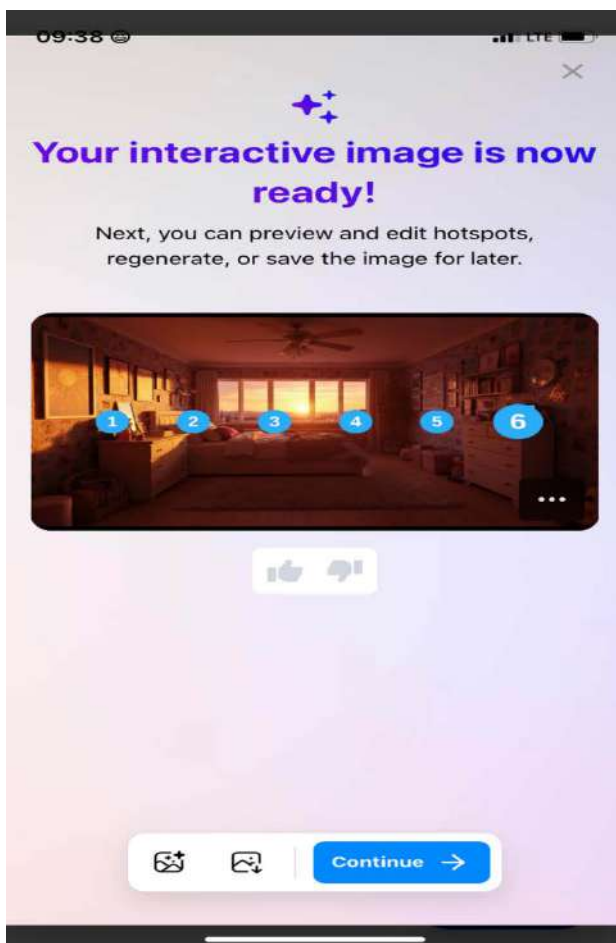 09:38
LTE
Your interactive image is now
ready!
Next, you can preview and edit hotspots,
regenerate, or save the image for later.
1 2 3 4 5 6
Continue